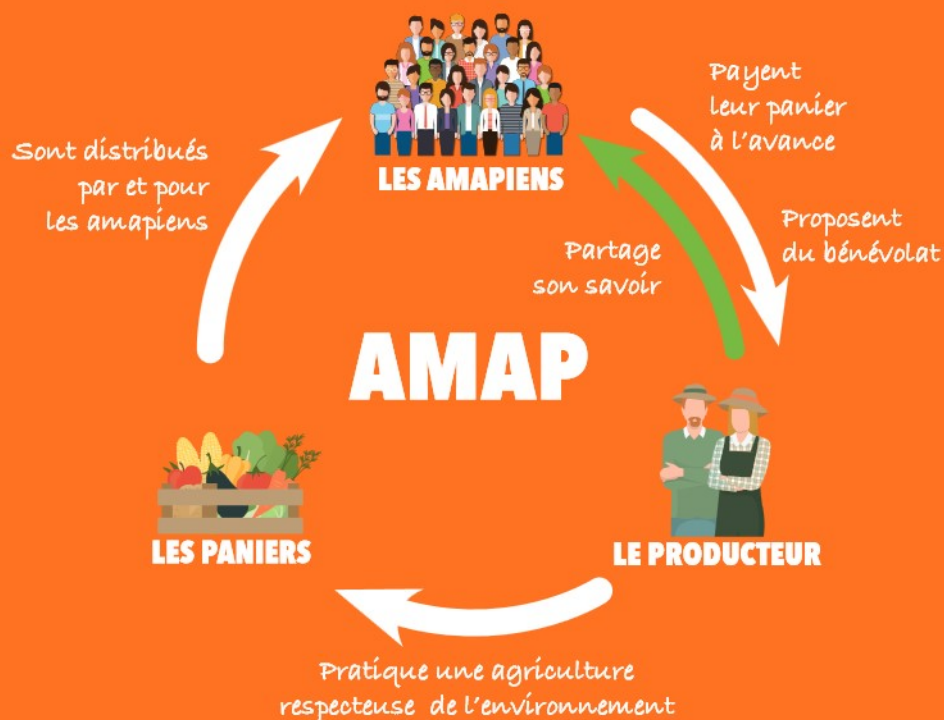 LES AMAPIENS
Payent
leur panier
à l'avance
Proposent
du bénévolat
Partage
son savoir
Sont distribués
par et pour
les amapiens
AMAP
LE PRODUCTEUR
LES PANIERS
Pratique une agriculture
respecteuse de l'environnement